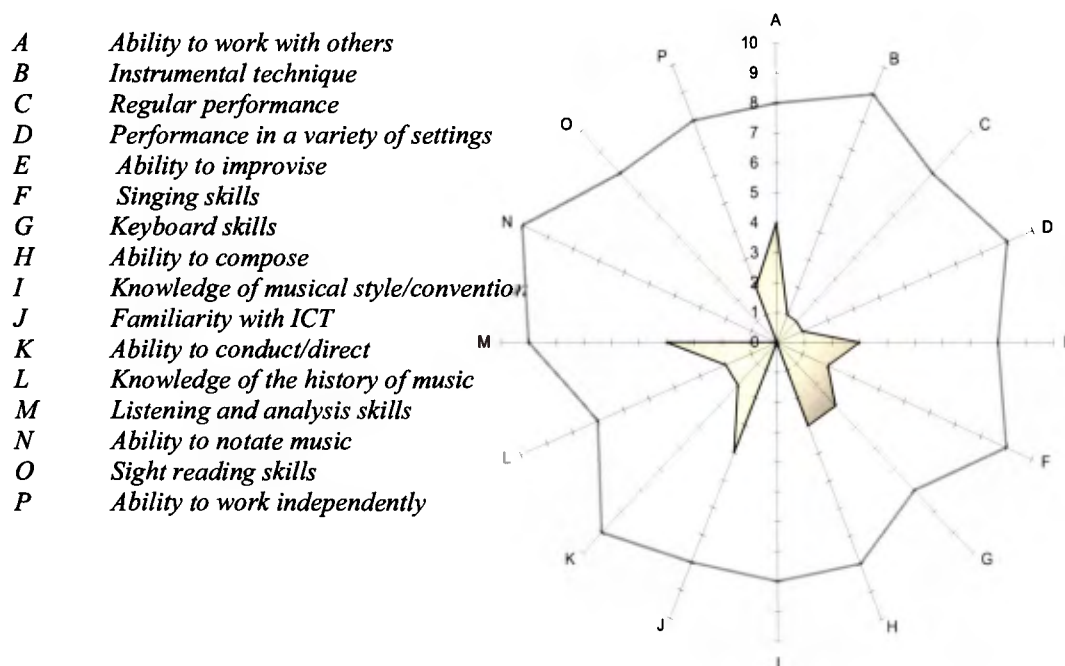 A Ability to work with others
B Instrumental technique
C Regular performance
D Performance in a variety of settings
E Ability to improvise
F Singing skills
G Keyboard skills
H Ability to compose
I Knowledge of musical style/convention
J Familiarity with ICT
K Ability to conduct/direct
L Knowledge of the history of music
M Listening and analysis skills
N Ability to notate music
O Sight reading skills
P Ability to work independently
A
B
C
D
F
G
H
J
K
L
M
N
O
P
10
9
8
7
6
5
4
3
2
1
0